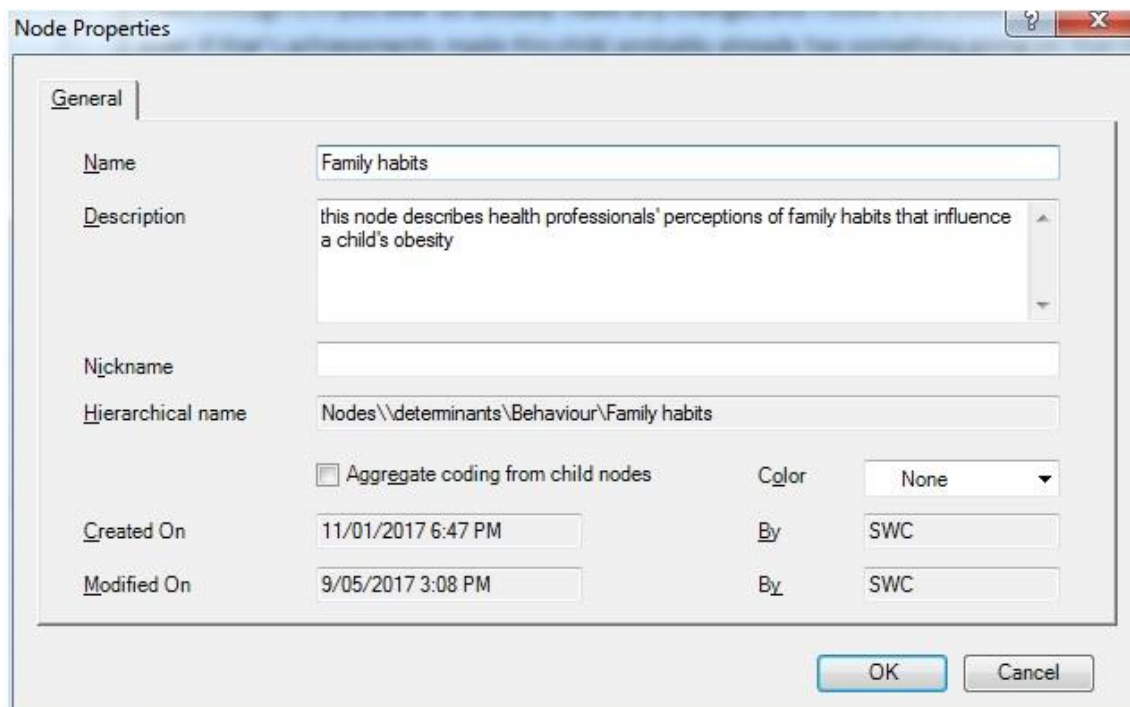 Node Properties
General
Name
Family habits
Description
this node describes health professionals' perceptions of family habits that influence
a child's obesity
Nickname
Hierarchical name
Nodes\\determinants\Behaviour\Family habits
Aggregate coding from child nodes
Color
None
Created On
11/01/2017 6:47 PM
By
SWC
Modified On
9/05/2017 3:08 PM
By
SWC
OK
Cancel